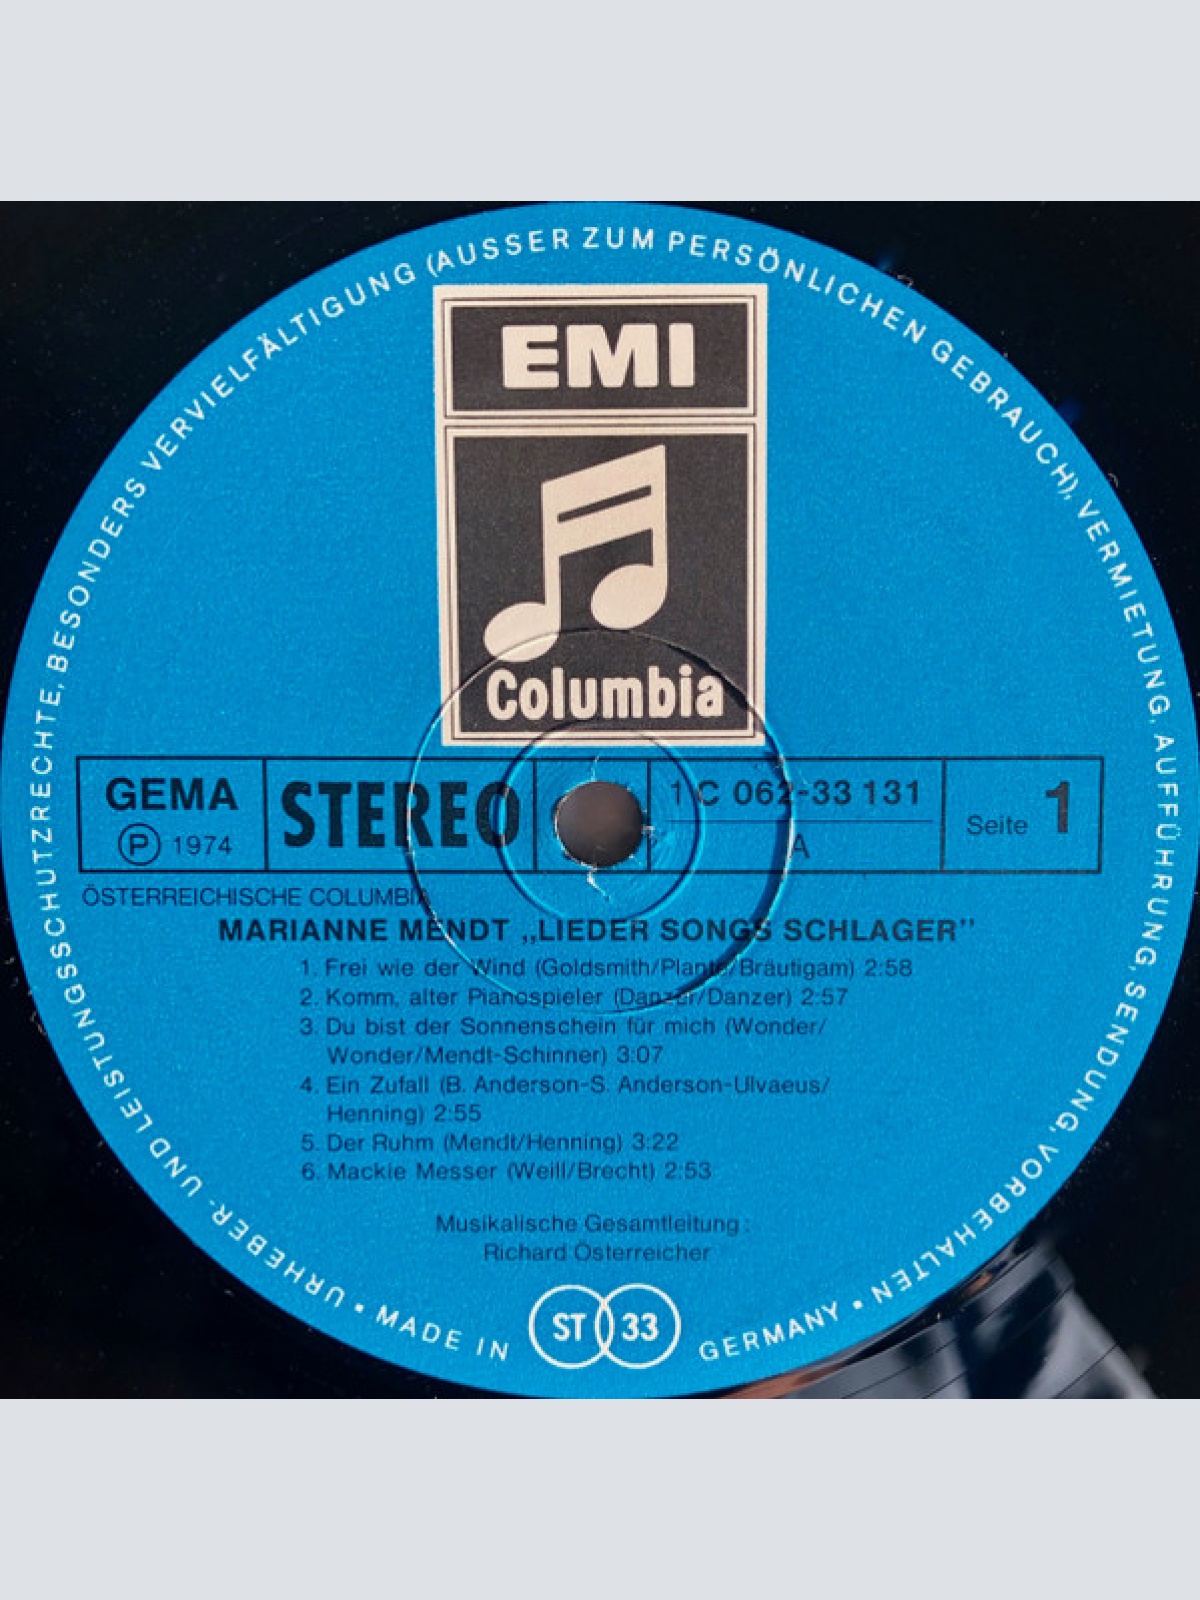 URHEBER- UND LEISTUNGSSCHUTZRECHTE, BESONDERS VERVIELFÄLTIGUNG (AUSSER ZUM PERSÖNLICHEN GEBRAUCH), VERMIETUNG, AUFFÜHRUNG, SENDUNG, VORBEHALTEN
EMI
Columbia
GEMA
Ⓟ 1974
STEREO
1 C 062-33 131
A
Seite 1
ÖSTERREICHISCHE COLUMBIA
MARIANNE MENDT „LIEDER SONGS SCHLAGER”
1. Frei wie der Wind (Goldsmith/Plante/Bräutigam) 2:58
2. Komm, alter Pianospieler (Danzer/Danzer) 2:57
3. Du bist der Sonnenschein für mich (Wonder/
Wonder/Mendt-Schinner) 3:07
4. Ein Zufall (B. Anderson-S. Anderson-Ulvaeus/
Henning) 2:55
5. Der Ruhm (Mendt/Henning) 3:22
6. Mackie Messer (Weill/Brecht) 2:53
Musikalische Gesamtleitung:
Richard Österreicher
• MADE IN ST 33 GERMANY •